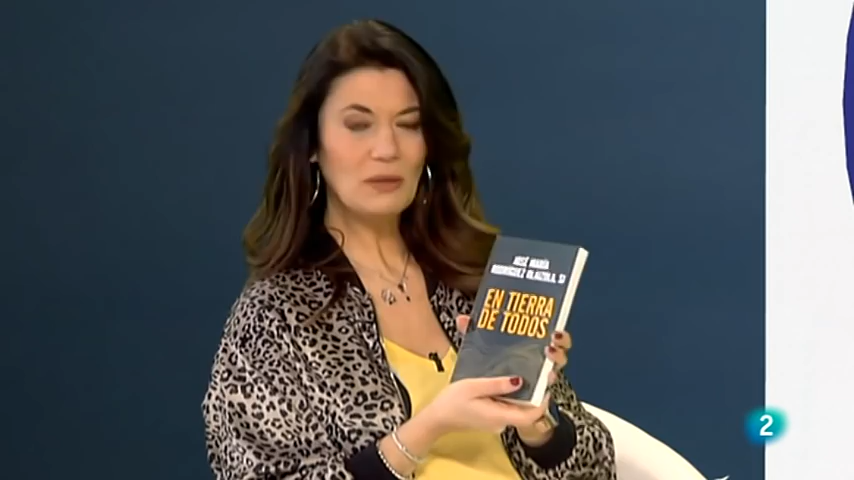 JOSÉ MARÍA
RODRÍGUEZ OLAIZOLA, SJ
EN TIERRA
DE TODOS
2